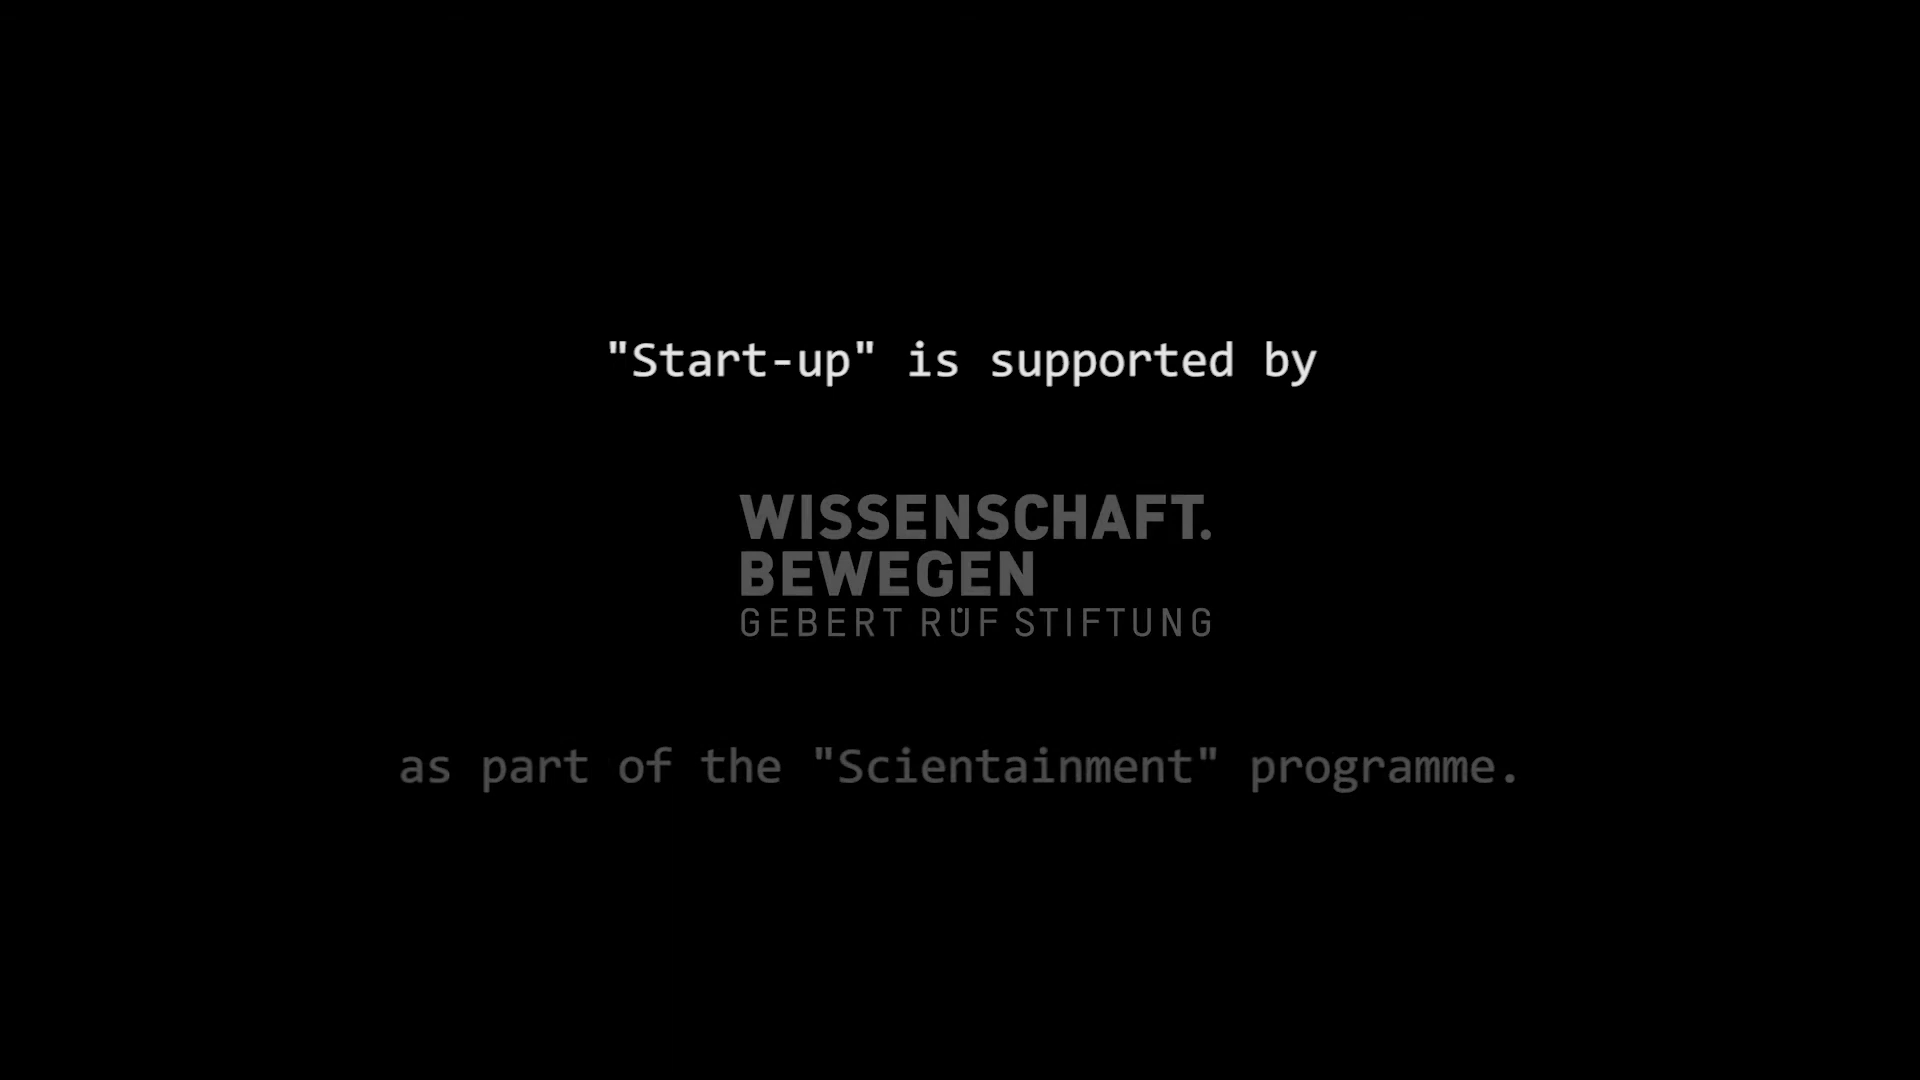 "Start-up" is supported by
WISSENSCHAFT.
BEWEGEN
GEBERT RÜF STIFTUNG
as part of the "Scientainment" programme.